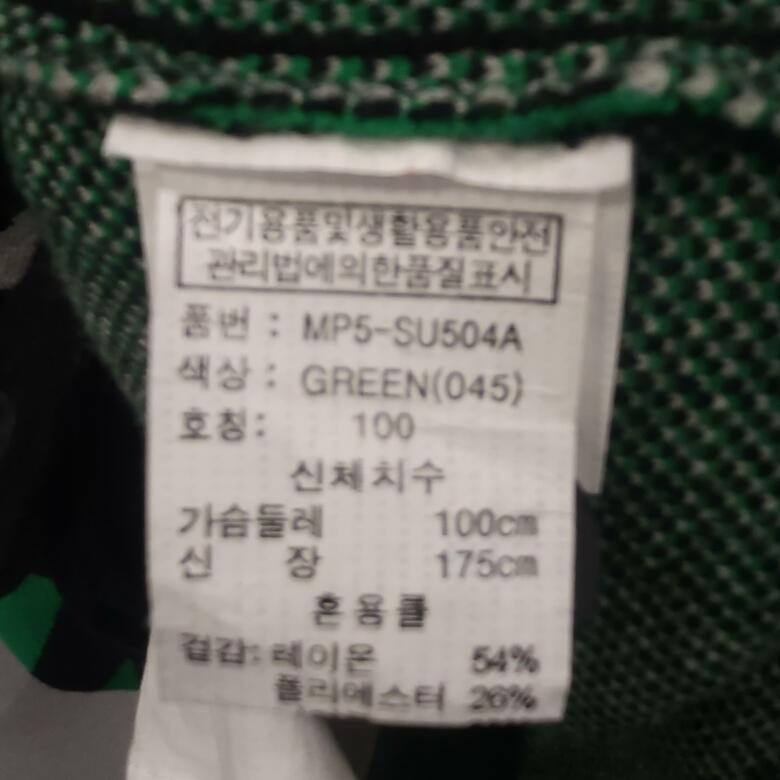 전기용품및생활용품안전
관리법에의한품질표시
품번 : MP5-SU504A
색상 : GREEN(045)
호칭: 100
신체치수
가슴둘레 100cm
신 장 175cm
혼용률
겉감: 레이온 54%
폴리에스터 26%